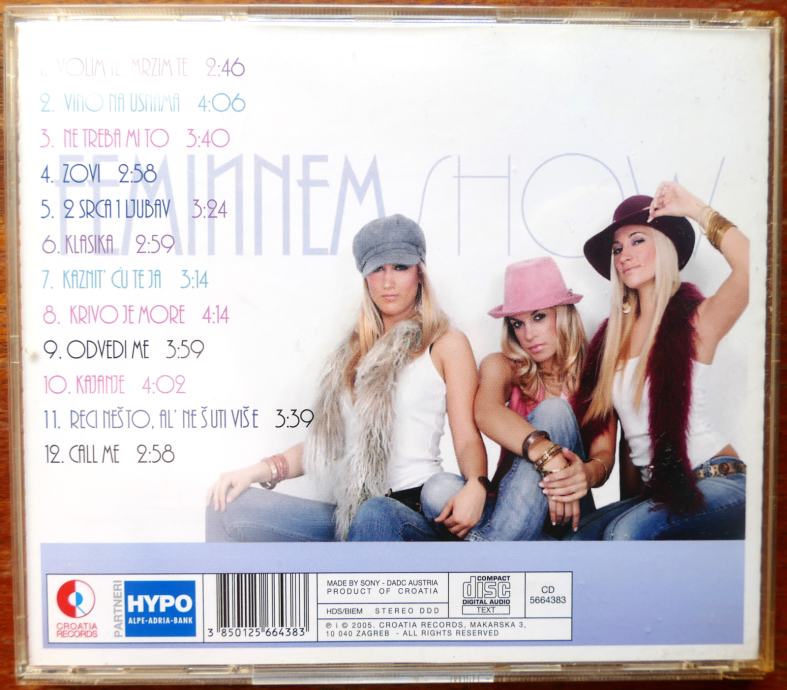 1. VOLIM TE MRZIM TE 2:46
2. VINO NA USNAMA 4:06
3. NE TREBA MI TO 3:40
4. ZOVI 2:58
5. 2 SRCA 1 LJUBAV 3:24
6. KLASIKA 2:59
7. KAZNIT' ĆU TE JA 3:14
8. KRIVO JE MORE 4:14
9. ODVEDI ME 3:59
10. KAJANJE 4:02
11. RECI NEŠTO, AL' NE ŠUTI VIŠE 3:39
12. CALL ME 2:58
FEMINNEM SHOW
CROATIA
RECORDS
PARTNERI
HYPO
ALPE-ADRIA-BANK
3 850125 664383
MADE BY SONY - DADC AUSTRIA
PRODUCT OF CROATIA
HDS/BIEM STEREO DDD
COMPACT
disc
DIGITAL AUDIO
TEXT
CD
5664383
℗ i © 2005. CROATIA RECORDS, MAKARSKA 3,
10 040 ZAGREB - ALL RIGHTS RESERVED